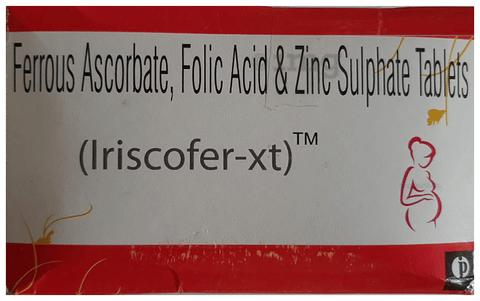 Ferrous Ascorbate, Folic Acid & Zinc Sulphate Tablets
(Iriscofer-xt)™